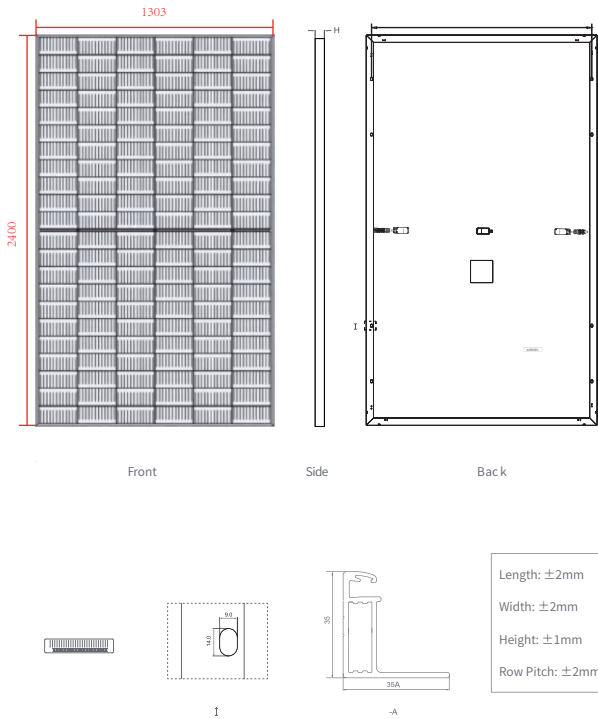 1303
H
2400
I
Front
Side
Back
Length: ±2mm
9.0
14.0
Width: ±2mm
35
Height: ±1mm
Row Pitch: ±2mm
35A
I
-A